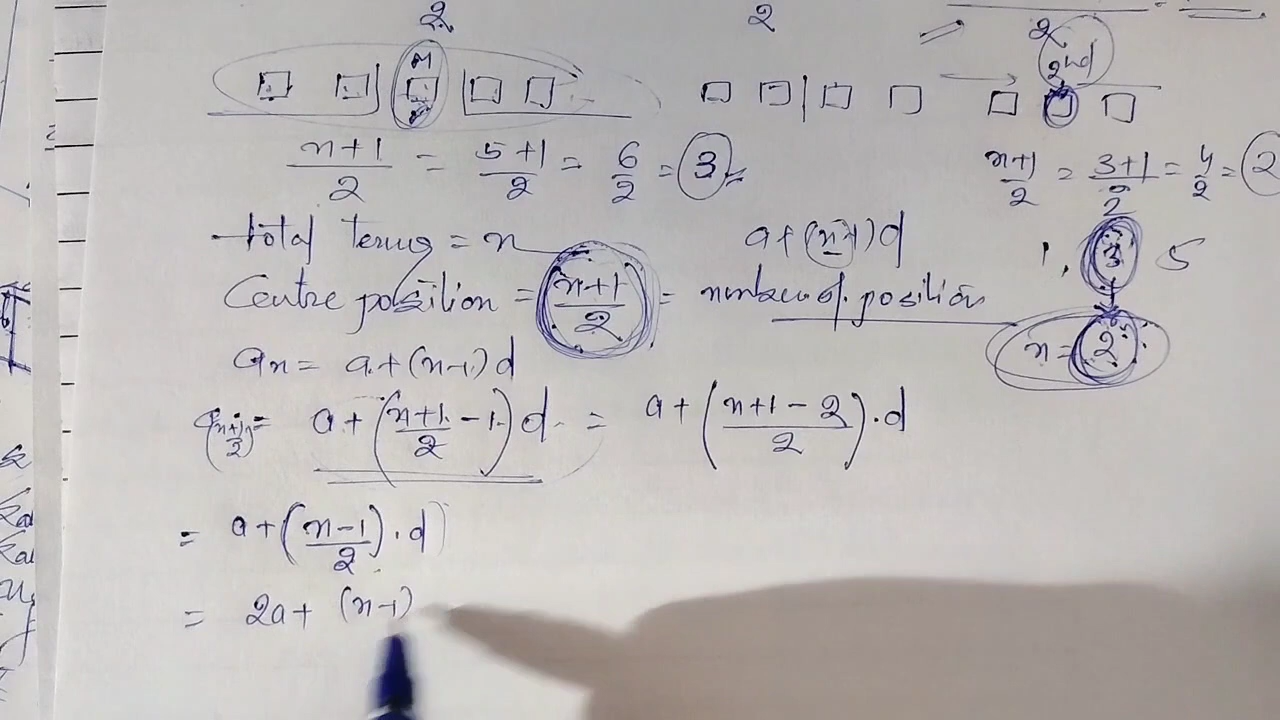 2 2 2
M 2nd
n+1/2 = 5+1/2 = 6/2 = 3
n+1/2 = 3+1/2 = 4/2 = 2
Total terms = n a+(n-1)d 1, 3 5
Centre position = (n+1/2) = number of position
n = 2
an = a+(n-1)d
a(n+1/2) = a+(n+1/2 - 1)d = a+(n+1-2/2).d
= a+(n-1/2).d
= 2a+ (n-1)